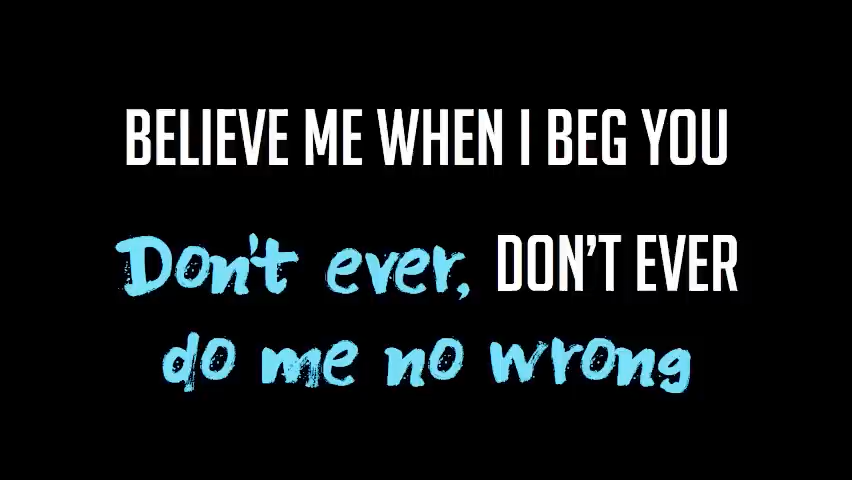 BELIEVE ME WHEN I BEG YOU
Don't ever, DON'T EVER
do me no wrong